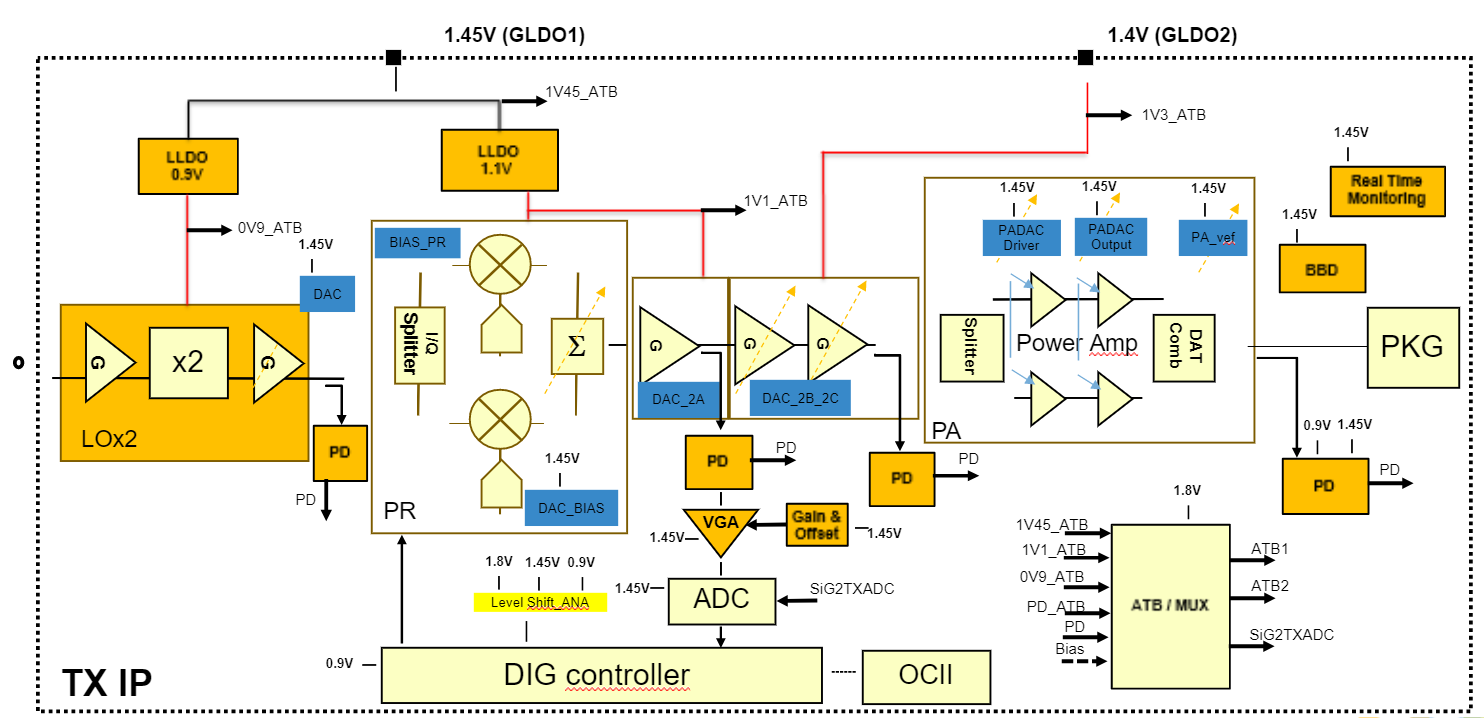 1.45V (GLDO1)
1.4V (GLDO2)
1V45_ATB
1V3_ATB
LLDO
0.9V
LLDO
1.1V
1.45V
Real Time
Monitoring
1.45V
1.45V
1.45V
1V1_ATB
1.45V
0V9_ATB
1.45V
BIAS_PR
PADAC
Driver
PADAC
Output
PA_vef
BBD
DAC
I/Q
Splitter
Σ
G
x2
G
G
G
G
Splitter
Power Amp
DAT
Comb
PKG
LOx2
DAC_2A
DAC_2B_2C
PA
PD
PD
PD
PD
PD
0.9V
1.45V
PD
PD
PD
1.45V
DAC_BIAS
PR
VGA
1.45V
Gain &
Offset
1.45V
1.8V
1.8V
1.45V
0.9V
Level Shift_ANA
1.45V
ADC
SiG2TXADC
1V45_ATB
1V1_ATB
0V9_ATB
PD_ATB
PD
Bias
ATB / MUX
ATB1
ATB2
SiG2TXADC
0.9V
DIG controller
OCII
TX IP